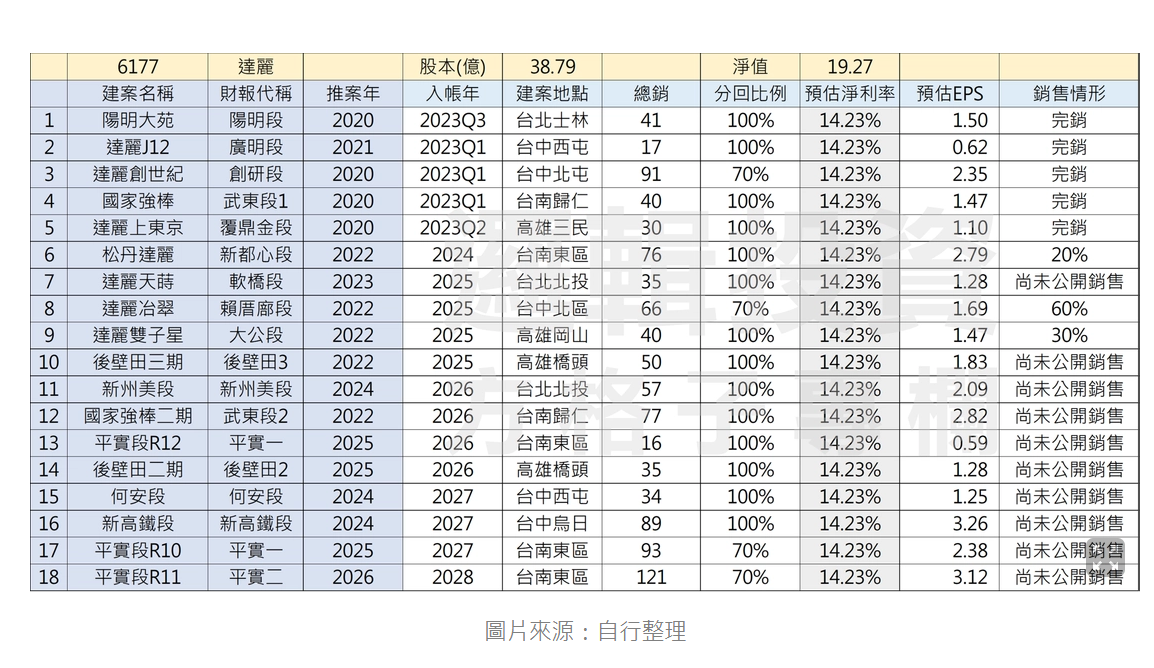 6177 達麗 股本(億) 38.79 淨值 19.27
建案名稱 財報代稱 推案年 入帳年 建案地點 總銷 分回比例 預估淨利率 預估EPS 銷售情形
1 陽明大苑 陽明段 2020 2023Q3 台北士林 41 100% 14.23% 1.50 完銷
2 達麗J12 廣明段 2021 2023Q1 台中西屯 17 100% 14.23% 0.62 完銷
3 達麗創世紀 創研段 2020 2023Q1 台中北屯 91 70% 14.23% 2.35 完銷
4 國家強棒 武東段1 2020 2023Q1 台南歸仁 40 100% 14.23% 1.47 完銷
5 達麗上東京 覆鼎金段 2020 2023Q2 高雄三民 30 100% 14.23% 1.10 完銷
6 松丹達麗 新都心段 2022 2024 台南東區 76 100% 14.23% 2.79 20%
7 達麗天蒔 軟橋段 2023 2025 台北北投 35 100% 14.23% 1.28 尚未公開銷售
8 達麗冶翠 賴厝廍段 2022 2025 台中北區 66 70% 14.23% 1.69 60%
9 達麗雙子星 大公段 2022 2025 高雄岡山 40 100% 14.23% 1.47 30%
10 後壁田三期 後壁田3 2022 2025 高雄橋頭 50 100% 14.23% 1.83 尚未公開銷售
11 新州美段 新州美段 2024 2026 台北北投 57 100% 14.23% 2.09 尚未公開銷售
12 國家強棒二期 武東段2 2022 2026 台南歸仁 77 100% 14.23% 2.82 尚未公開銷售
13 平實段R12 平實一 2025 2026 台南東區 16 100% 14.23% 0.59 尚未公開銷售
14 後壁田二期 後壁田2 2025 2026 高雄橋頭 35 100% 14.23% 1.28 尚未公開銷售
15 何安段 何安段 2024 2027 台中西屯 34 100% 14.23% 1.25 尚未公開銷售
16 新高鐵段 新高鐵段 2024 2027 台中烏日 89 100% 14.23% 3.26 尚未公開銷售
17 平實段R10 平實一 2025 2027 台南東區 93 70% 14.23% 2.38 尚未公開銷售
18 平實段R11 平實二 2026 2028 台南東區 121 70% 14.23% 3.12 尚未公開銷售
邏輯投資
方格子專欄
圖片來源：自行整理